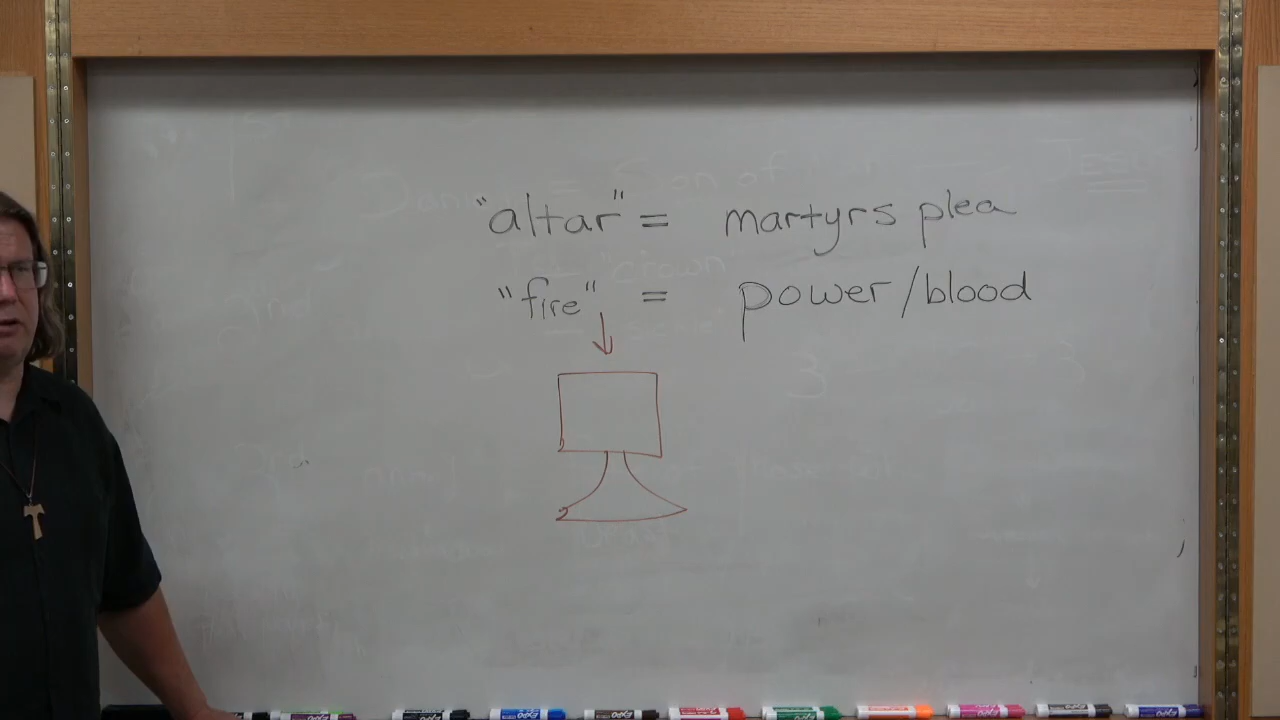 "altar" = martyrs plea
"fire" = power/blood